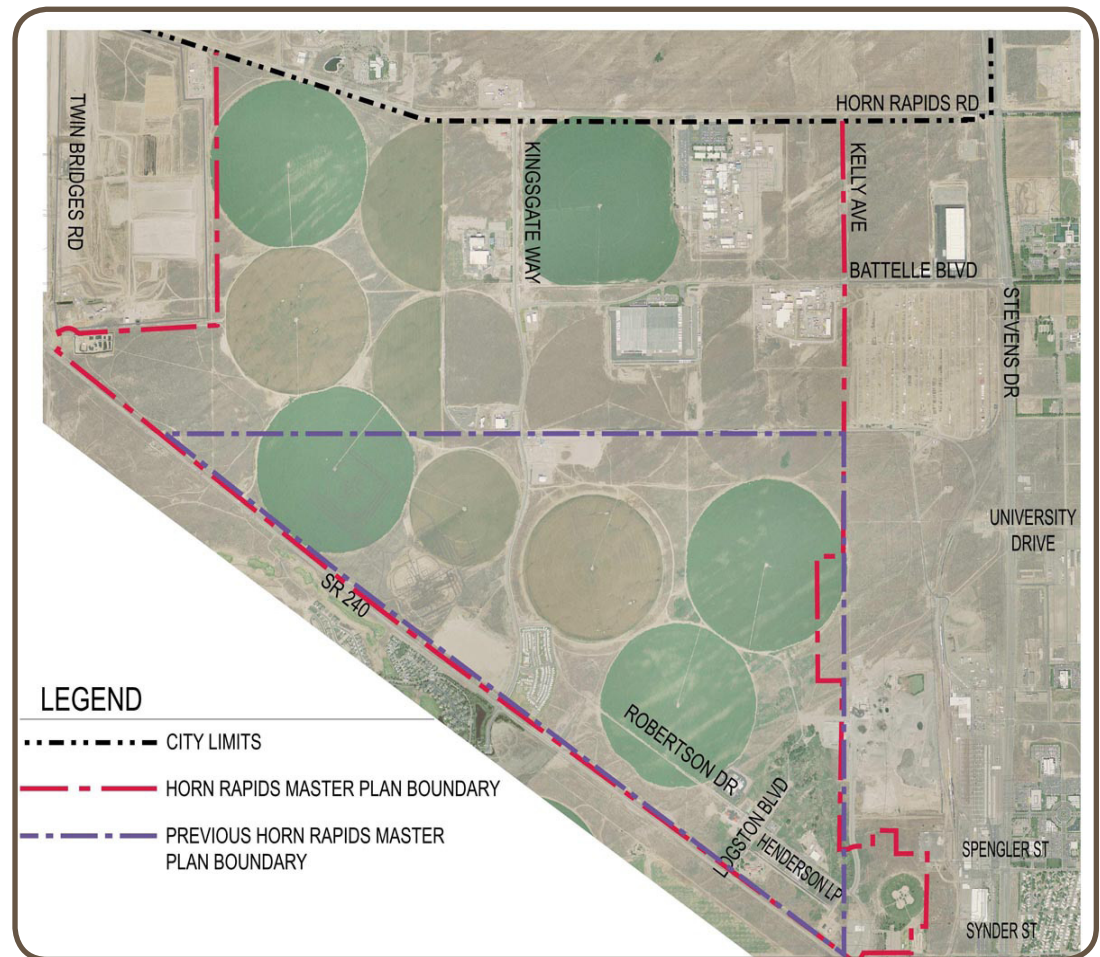 HORN RAPIDS RD
TWIN BRIDGES RD
KINGSGATE WAY
KELLY AVE
BATTELLE BLVD
STEVENS DR
UNIVERSITY
DRIVE
SR 240
ROBERTSON DR
LOGSTON BLVD
HENDERSON LP
SPENGLER ST
SYNDER ST
LEGEND
CITY LIMITS
HORN RAPIDS MASTER PLAN BOUNDARY
PREVIOUS HORN RAPIDS MASTER
PLAN BOUNDARY